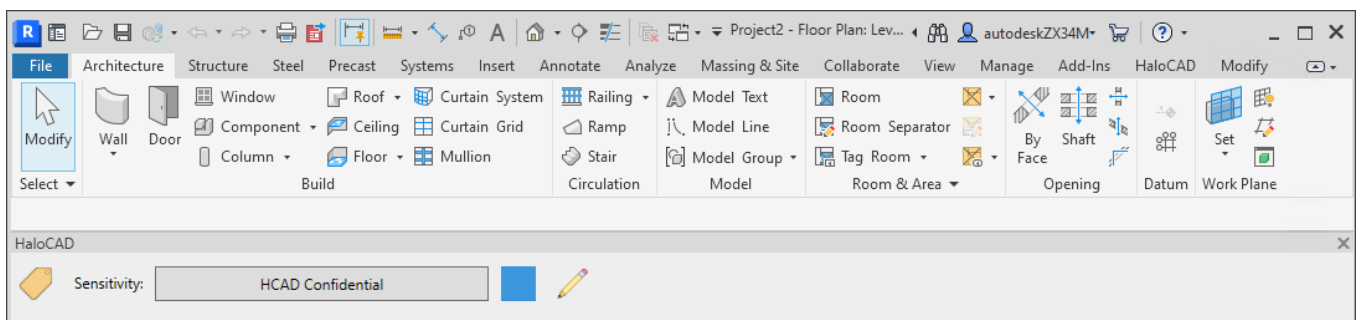 R Project2 - Floor Plan: Lev... autodeskZX34M
File Architecture Structure Steel Precast Systems Insert Annotate Analyze Massing & Site Collaborate View Manage Add-Ins HaloCAD Modify
Window Roof Curtain System Railing Model Text Room
Component Ceiling Curtain Grid Ramp Model Line Room Separator
Modify Wall Door By Face Shaft Set
Column Floor Mullion Stair Model Group Tag Room
Select Build Circulation Model Room & Area Opening Datum Work Plane
HaloCAD
Sensitivity: HCAD Confidential